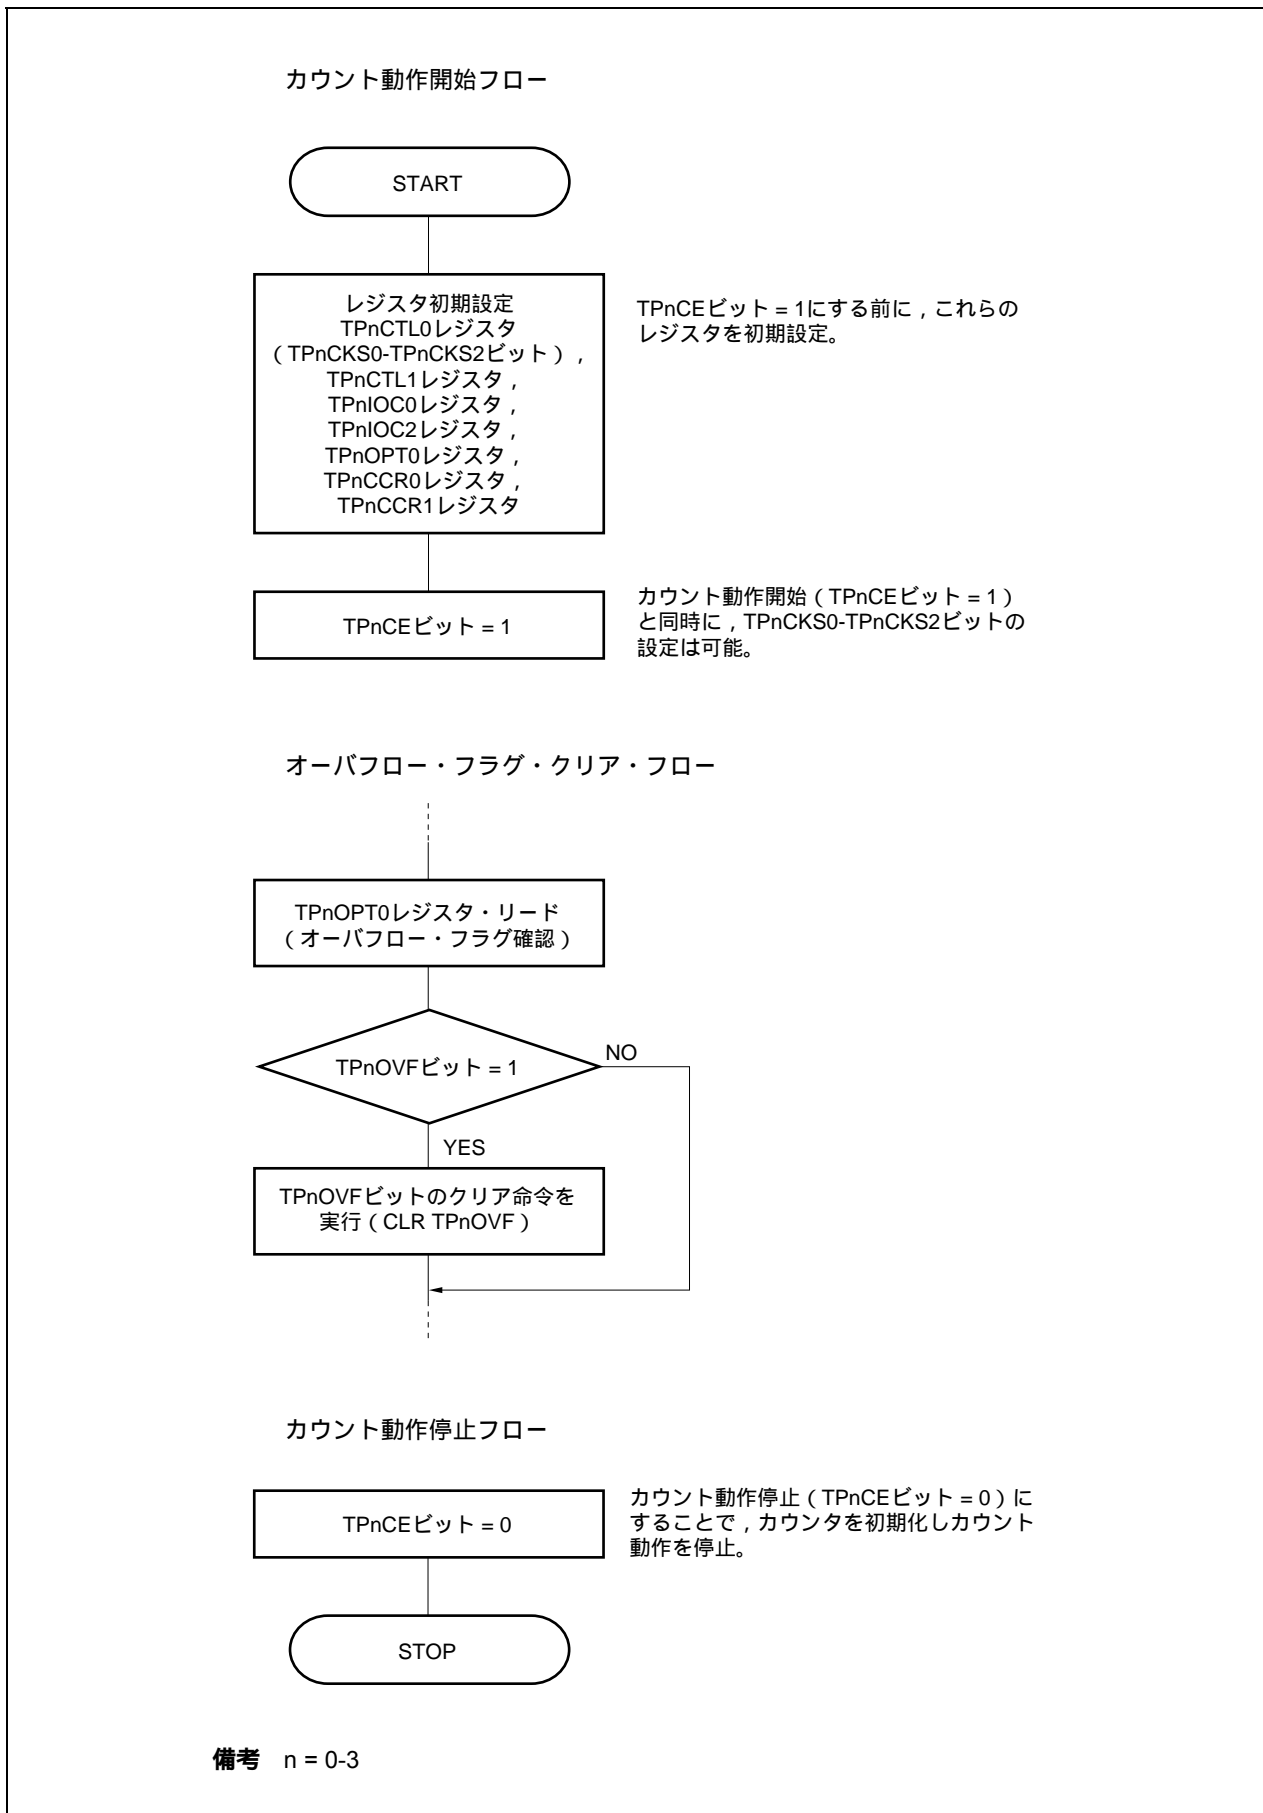 カウント動作開始フロー
START
レジスタ初期設定
TPnCTL0レジスタ
（TPnCKS0-TPnCKS2ビット），
TPnCTL1レジスタ，
TPnIOC0レジスタ，
TPnIOC2レジスタ，
TPnOPT0レジスタ，
TPnCCR0レジスタ，
TPnCCR1レジスタ
TPnCEビット = 1にする前に，これらの
レジスタを初期設定。
TPnCEビット = 1
カウント動作開始（TPnCEビット = 1）
と同時に，TPnCKS0-TPnCKS2ビットの
設定は可能。
オーバフロー・フラグ・クリア・フロー
TPnOPT0レジスタ・リード
（オーバフロー・フラグ確認）
TPnOVFビット = 1
NO
YES
TPnOVFビットのクリア命令を
実行（CLR TPnOVF）
カウント動作停止フロー
TPnCEビット = 0
カウント動作停止（TPnCEビット = 0）に
することで，カウンタを初期化しカウント
動作を停止。
STOP
備考 n = 0-3